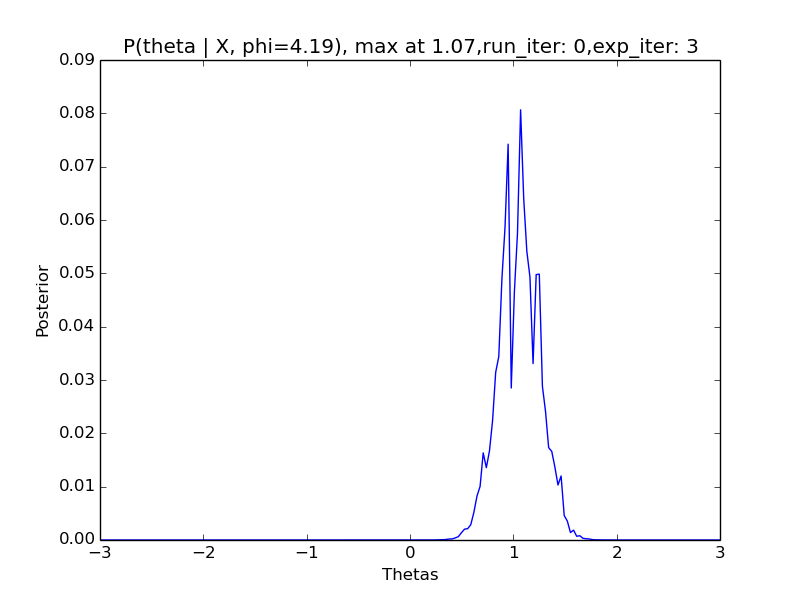 P(theta | X, phi=4.19), max at 1.07,run_iter: 0,exp_iter: 3
0.09
0.08
0.07
0.06
0.05
0.04
0.03
0.02
0.01
0.00
Posterior
−3 −2 −1 0 1 2 3
Thetas